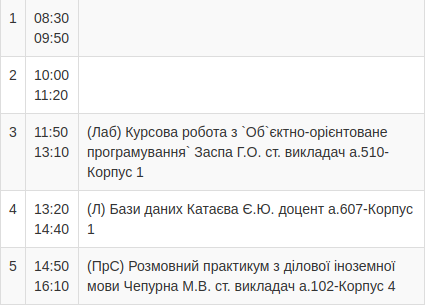 1 08:30
09:50
2 10:00
11:20
3 11:50 (Лаб) Курсова робота з `Об`єктно-орієнтоване
13:10 програмування` Заспа Г.О. ст. викладач а.510-
Корпус 1
4 13:20 (Л) Бази даних Катаєва Є.Ю. доцент а.607-Корпус
14:40 1
5 14:50 (ПрС) Розмовний практикум з ділової іноземної
16:10 мови Чепурна М.В. ст. викладач а.102-Корпус 4